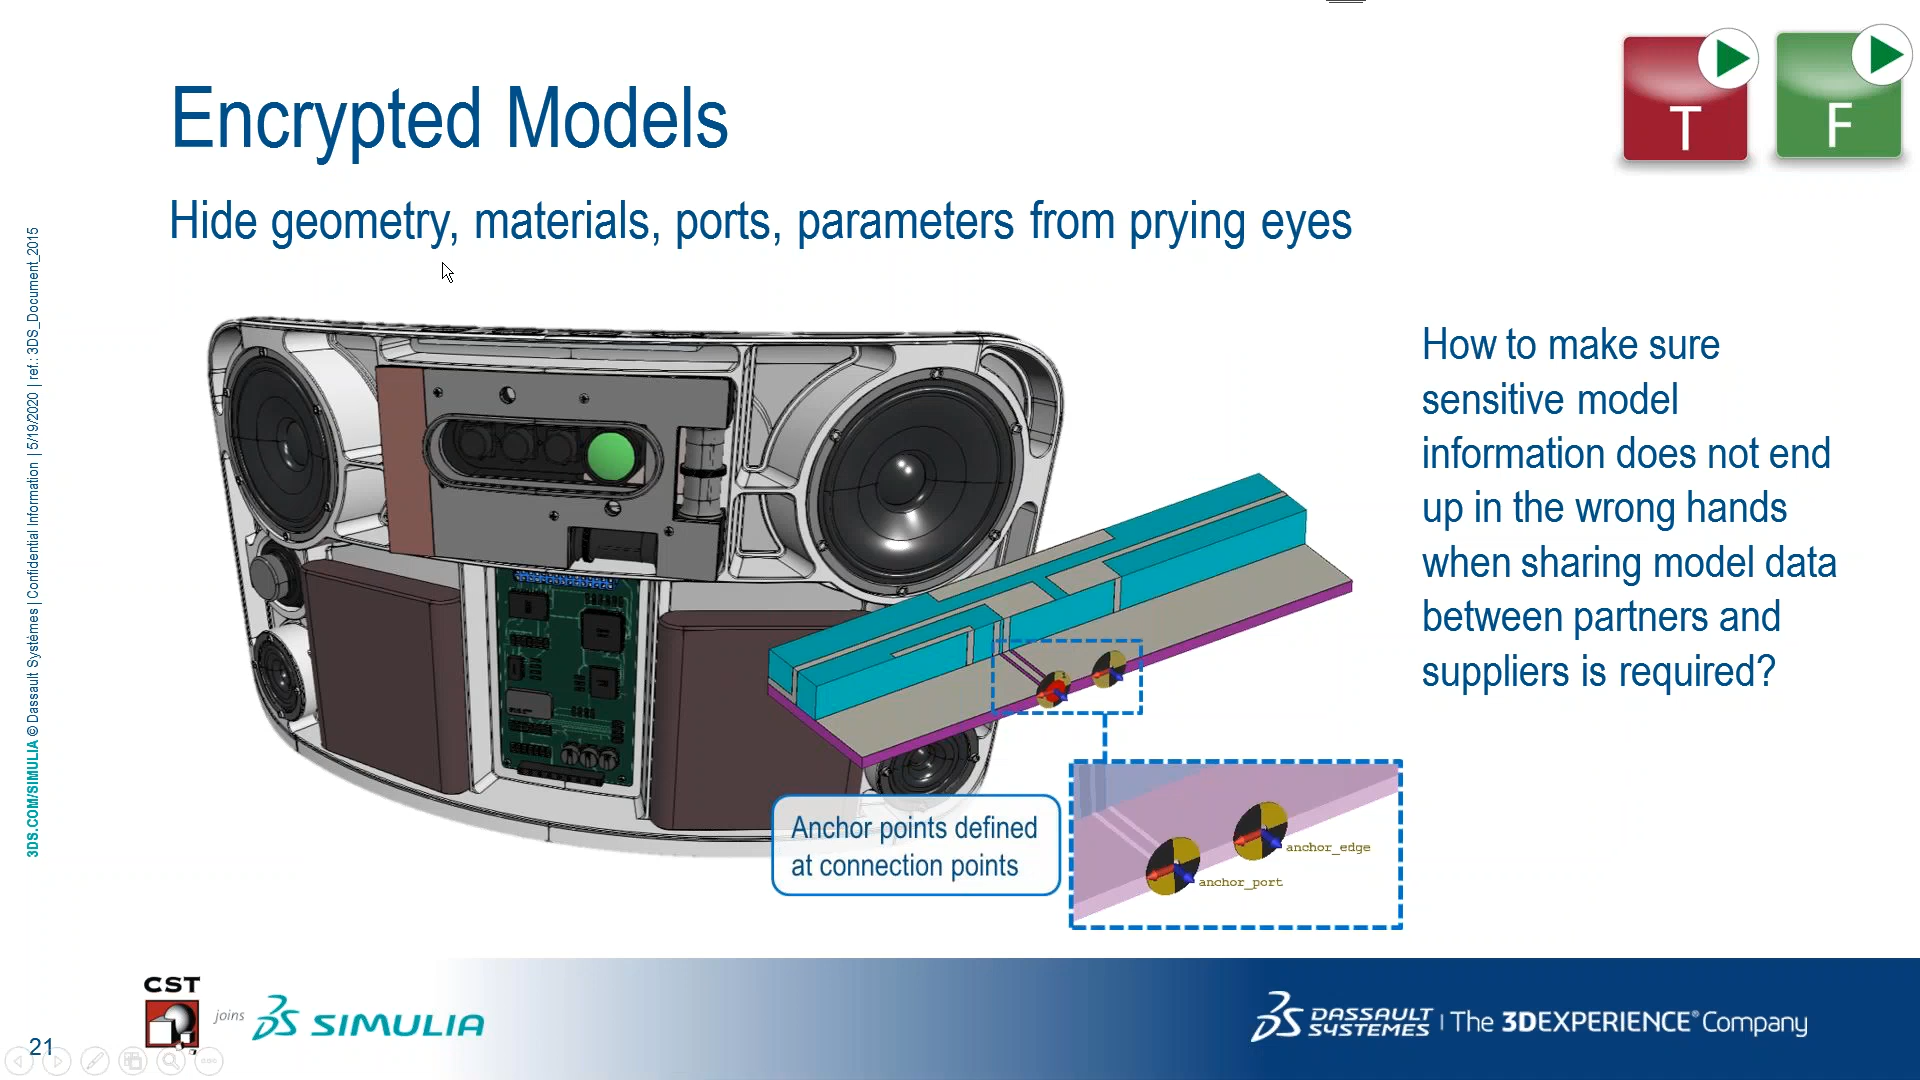 T
F
Encrypted Models
Hide geometry, materials, ports, parameters from prying eyes
How to make sure
sensitive model
information does not end
up in the wrong hands
when sharing model data
between partners and
suppliers is required?
Anchor points defined
at connection points
anchor_edge
anchor_port
3DS.COM/SIMULIA © Dassault Systèmes | Confidential Information | 5/19/2020 | ref.: 3DS_Document_2015
CST
joins
SIMULIA
DASSAULT
SYSTEMES | The 3DEXPERIENCE® Company
21